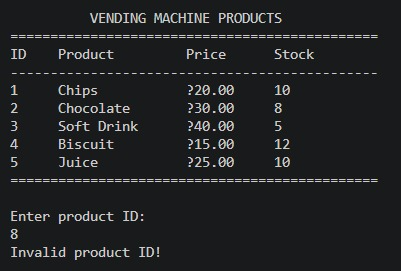 VENDING MACHINE PRODUCTS
==============================================
ID    Product         Price      Stock
----------------------------------------------
1     Chips           ?20.00     10
2     Chocolate       ?30.00     8
3     Soft Drink      ?40.00     5
4     Biscuit         ?15.00     12
5     Juice           ?25.00     10
==============================================
Enter product ID:
8
Invalid product ID!